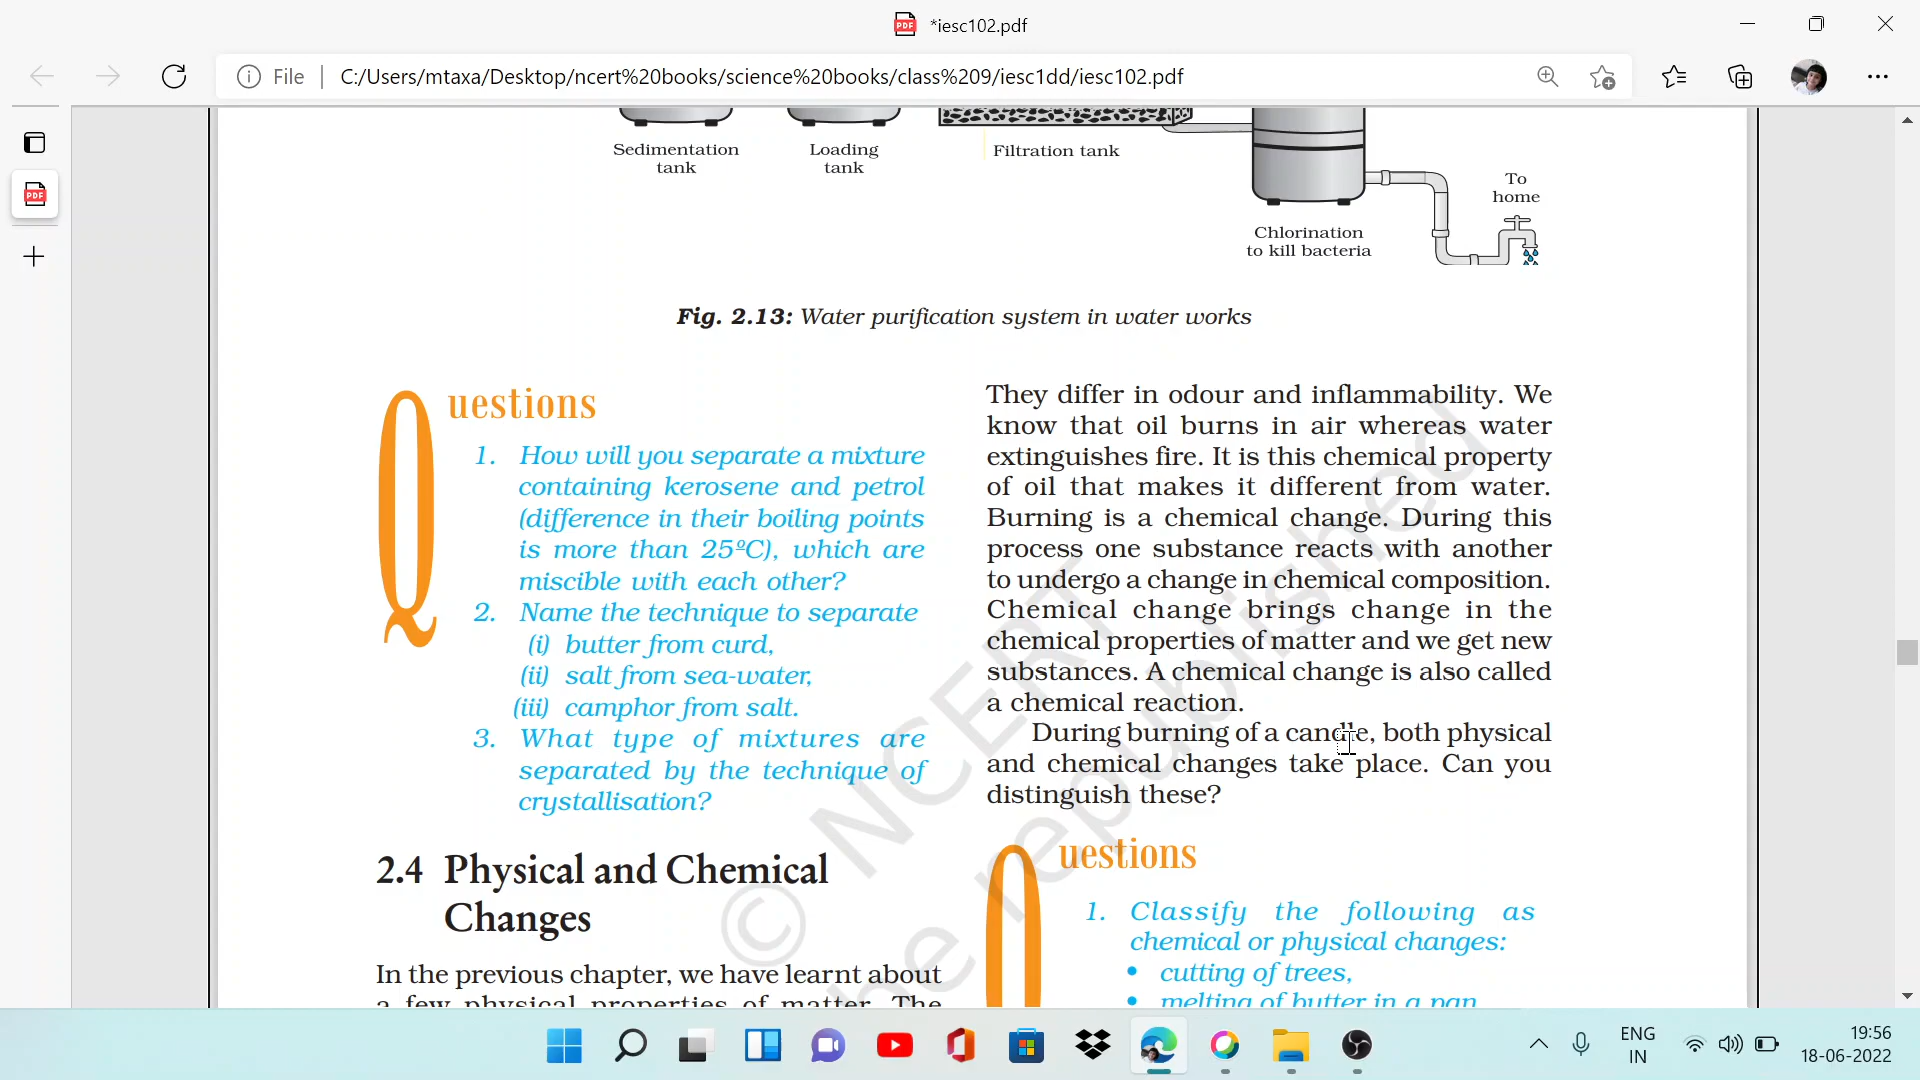 *iesc102.pdf
File
C:/Users/mtaxa/Desktop/ncert%20books/science%20books/class%209/iesc1dd/iesc102.pdf
Sedimentation
tank
Loading
tank
Filtration tank
To
home
Chlorination
to kill bacteria
Fig. 2.13: Water purification system in water works
Questions
1. How will you separate a mixture
containing kerosene and petrol
(difference in their boiling points
is more than 25ºC), which are
miscible with each other?
2. Name the technique to separate
(i) butter from curd,
(ii) salt from sea-water,
(iii) camphor from salt.
3. What type of mixtures are
separated by the technique of
crystallisation?
2.4 Physical and Chemical
Changes
In the previous chapter, we have learnt about
a few physical properties of matter. The
They differ in odour and inflammability. We
know that oil burns in air whereas water
extinguishes fire. It is this chemical property
of oil that makes it different from water.
Burning is a chemical change. During this
process one substance reacts with another
to undergo a change in chemical composition.
Chemical change brings change in the
chemical properties of matter and we get new
substances. A chemical change is also called
a chemical reaction.
During burning of a candle, both physical
and chemical changes take place. Can you
distinguish these?
Questions
1. Classify the following as
chemical or physical changes:
• cutting of trees,
• melting of butter in a pan,
© NCERT
he republished
ENG
IN
19:56
18-06-2022